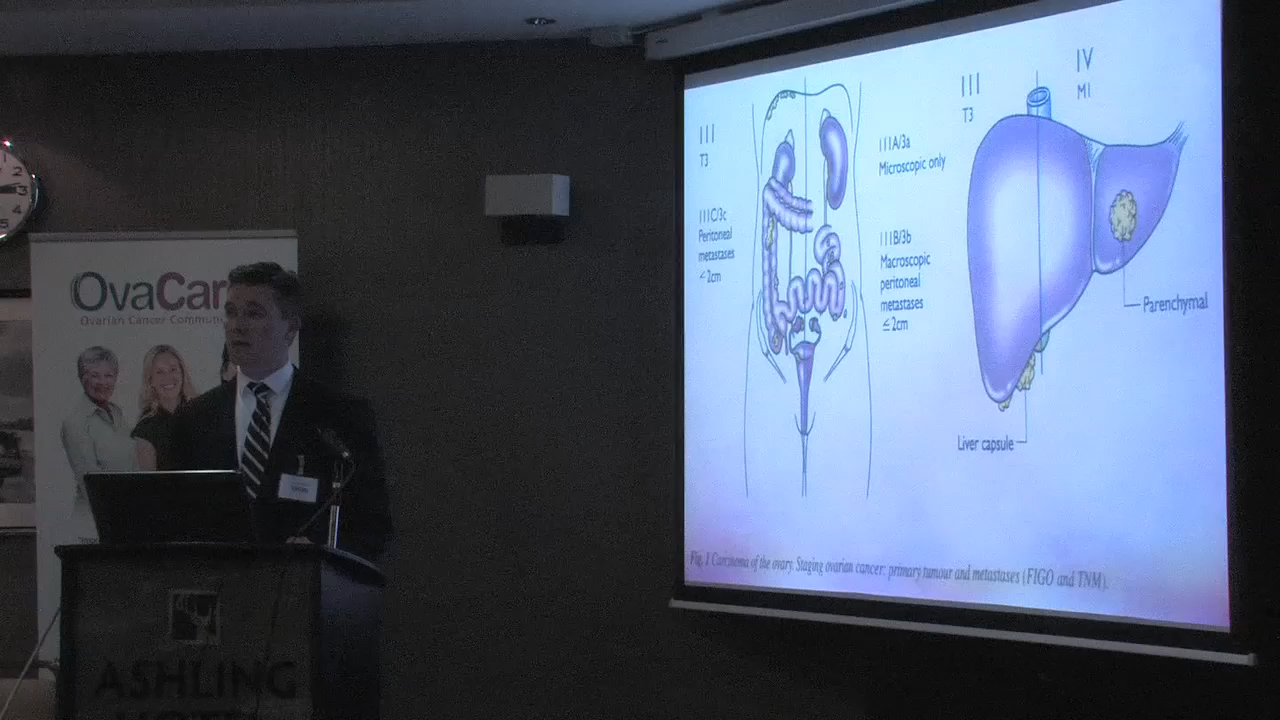 OvaCar
Ovarian Cancer Commun
ASHLING
III
T3
IIIC/3c
Peritoneal
metastases
< 2cm
IIIA/3a
Microscopic only
IIIB/3b
Macroscopic
peritoneal
metastases
≤ 2cm
III
T3
IV
M1
Parenchymal
Liver capsule
Fig. 1 Carcinoma of the ovary. Staging ovarian cancer: primary tumour and metastases (FIGO and TNM).